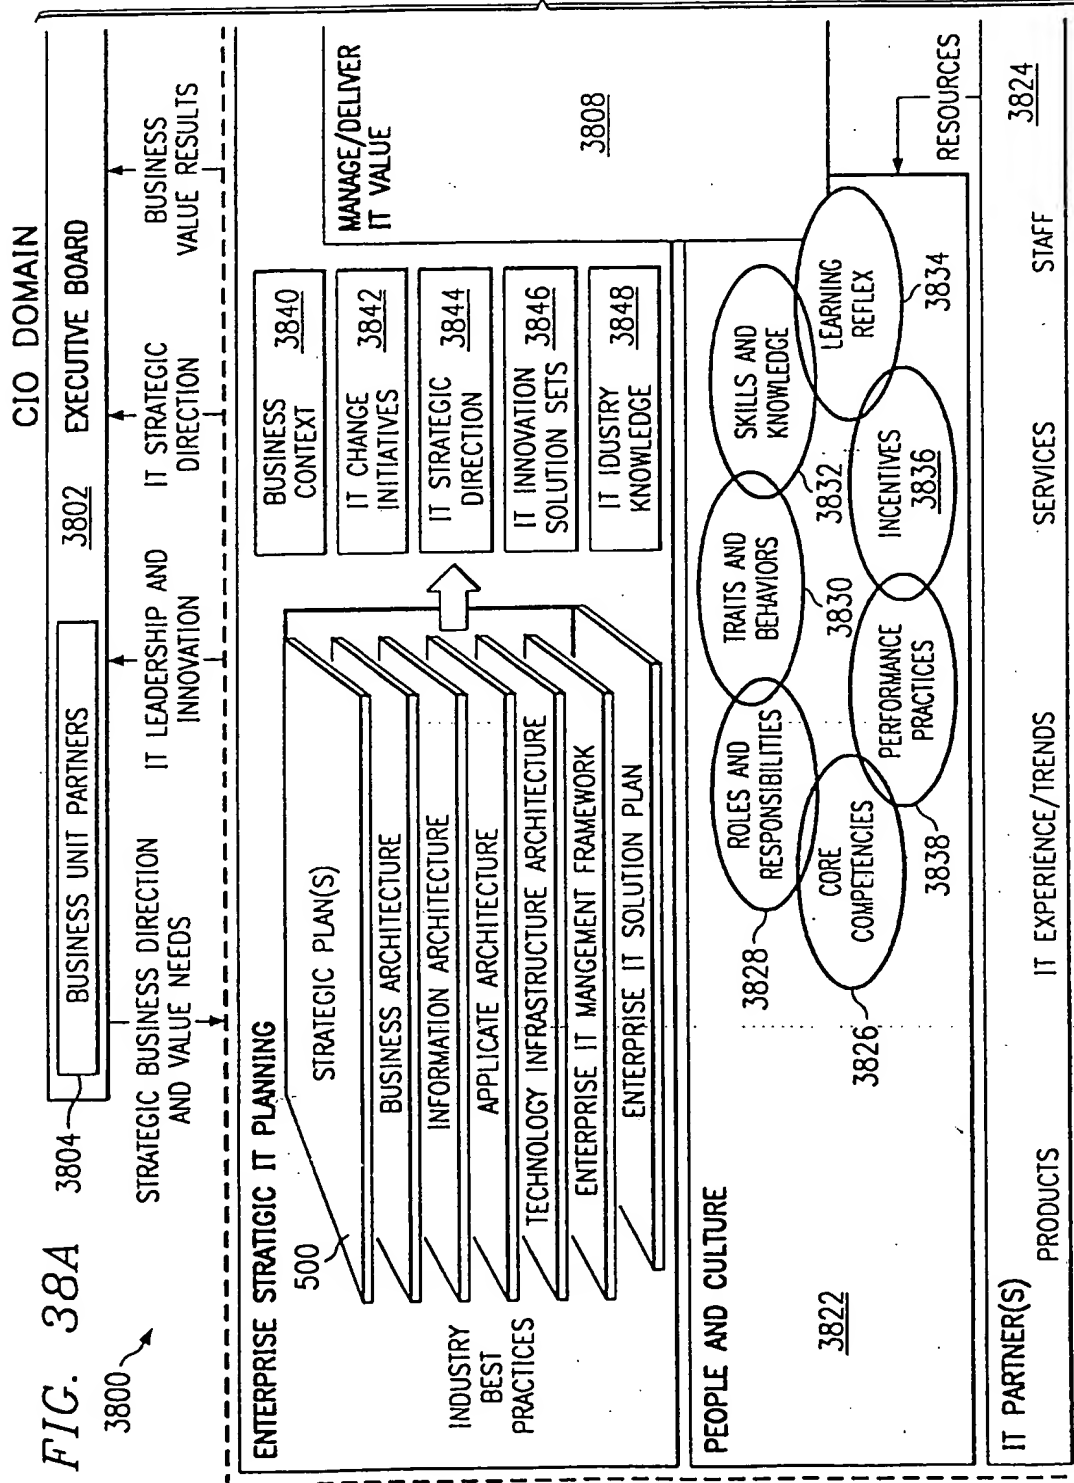 FIG. 38A
CIO DOMAIN
3800
3804
BUSINESS UNIT PARTNERS
3802
EXECUTIVE BOARD
STRATEGIC BUSINESS DIRECTION
AND VALUE NEEDS
IT LEADERSHIP AND
INNOVATION
IT STRATEGIC
DIRECTION
BUSINESS
VALUE RESULTS
ENTERPRISE STRATIGIC IT PLANNING
500
INDUSTRY
BEST
PRACTICES
STRATEGIC PLAN(S)
BUSINESS ARCHITECTURE
INFORMATION ARCHITECTURE
APPLICATE ARCHITECTURE
TECHNOLOGY INFRASTRUCTURE ARCHITECTURE
ENTERPRISE IT MANGEMENT FRAMEWORK
ENTERPRISE IT SOLUTION PLAN
BUSINESS
CONTEXT
3840
IT CHANGE
INITIATIVES
3842
IT STRATEGIC
DIRECTION
3844
IT INNOVATION
SOLUTION SETS
3846
IT IDUSTRY
KNOWLEDGE
3848
MANAGE/DELIVER
IT VALUE
3808
PEOPLE AND CULTURE
3822
3828
ROLES AND
RESPONSIBILITIES
TRAITS AND
BEHAVIORS
3830
SKILLS AND
KNOWLEDGE
3832
LEARNING
REFLEX
3834
3826
CORE
COMPETENCIES
PERFORMANCE
PRACTICES
3838
INCENTIVES
3836
RESOURCES
IT PARTNER(S)
PRODUCTS
IT EXPERIENCE/TRENDS
SERVICES
STAFF
3824